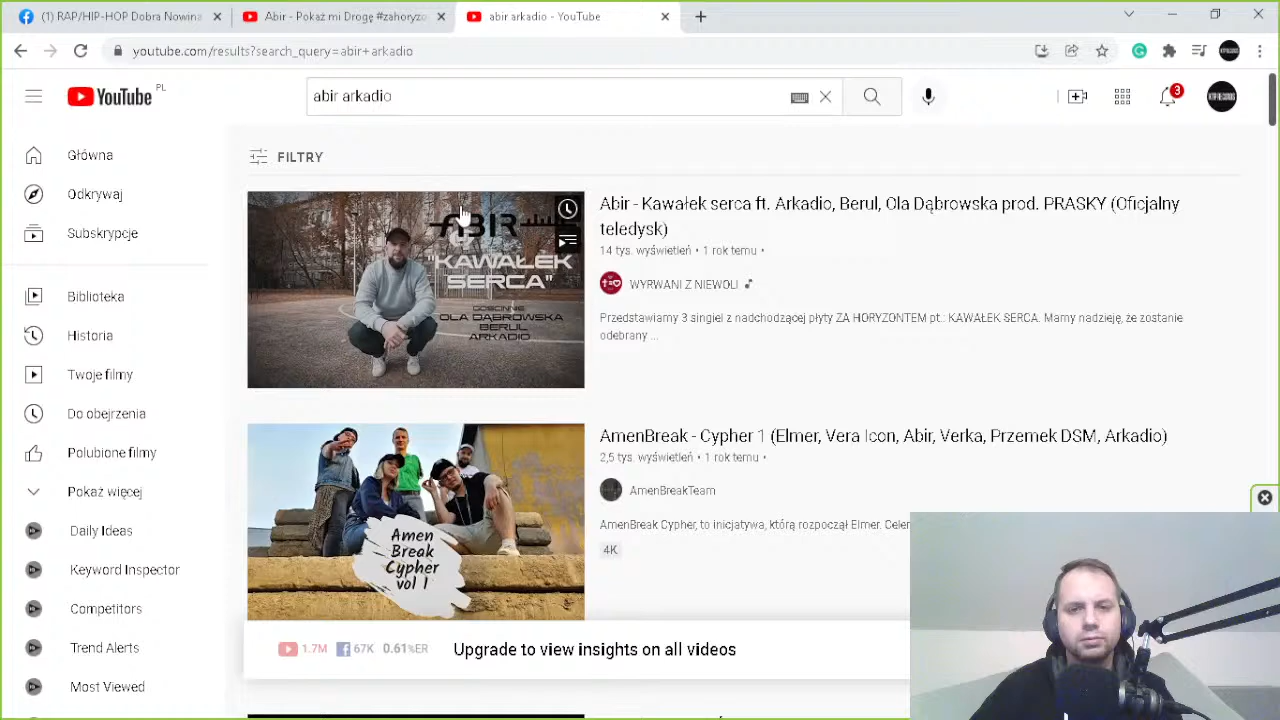 (1) RAP/HIP-HOP Dobra Nowina
Abir - Pokaż mi Drogę #zahoryzo
abir arkadio - YouTube
youtube.com/results?search_query=abir+arkadio
YouTube PL
abir arkadio
3
KTP RECORDS
Główna
Odkrywaj
Subskrypcje
Biblioteka
Historia
Twoje filmy
Do obejrzenia
Polubione filmy
Pokaż więcej
Daily Ideas
Keyword Inspector
Competitors
Trend Alerts
Most Viewed
FILTRY
ABIR
"KAWAŁEK
SERCA"
GOŚCINNIE
OLA DĄBROWSKA
BERUL
ARKADIO
Abir - Kawałek serca ft. Arkadio, Berul, Ola Dąbrowska prod. PRASKY (Oficjalny
teledysk)
14 tys. wyświetleń • 1 rok temu •
WYRWANI Z NIEWOLI
Przedstawiamy 3 singiel z nadchodzącej płyty ZA HORYZONTEM pt.: KAWAŁEK SERCA. Mamy nadzieję, że zostanie
odebrany ...
Amen
Break
Cypher
vol 1
AmenBreak - Cypher 1 (Elmer, Vera Icon, Abir, Verka, Przemek DSM, Arkadio)
2,5 tys. wyświetleń • 1 rok temu •
AmenBreakTeam
AmenBreak Cypher, to inicjatywa, którą rozpoczął Elmer.
4K
1.7M 67K 0.61%ER Upgrade to view insights on all videos